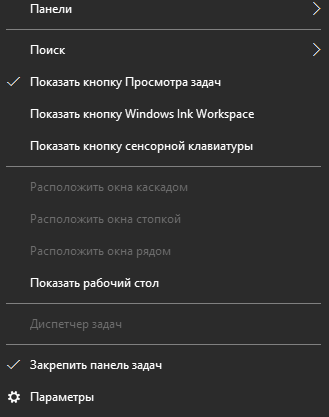 Панели
Поиск
Показать кнопку Просмотра задач
Показать кнопку Windows Ink Workspace
Показать кнопку сенсорной клавиатуры
Расположить окна каскадом
Расположить окна стопкой
Расположить окна рядом
Показать рабочий стол
Диспетчер задач
Закрепить панель задач
Параметры